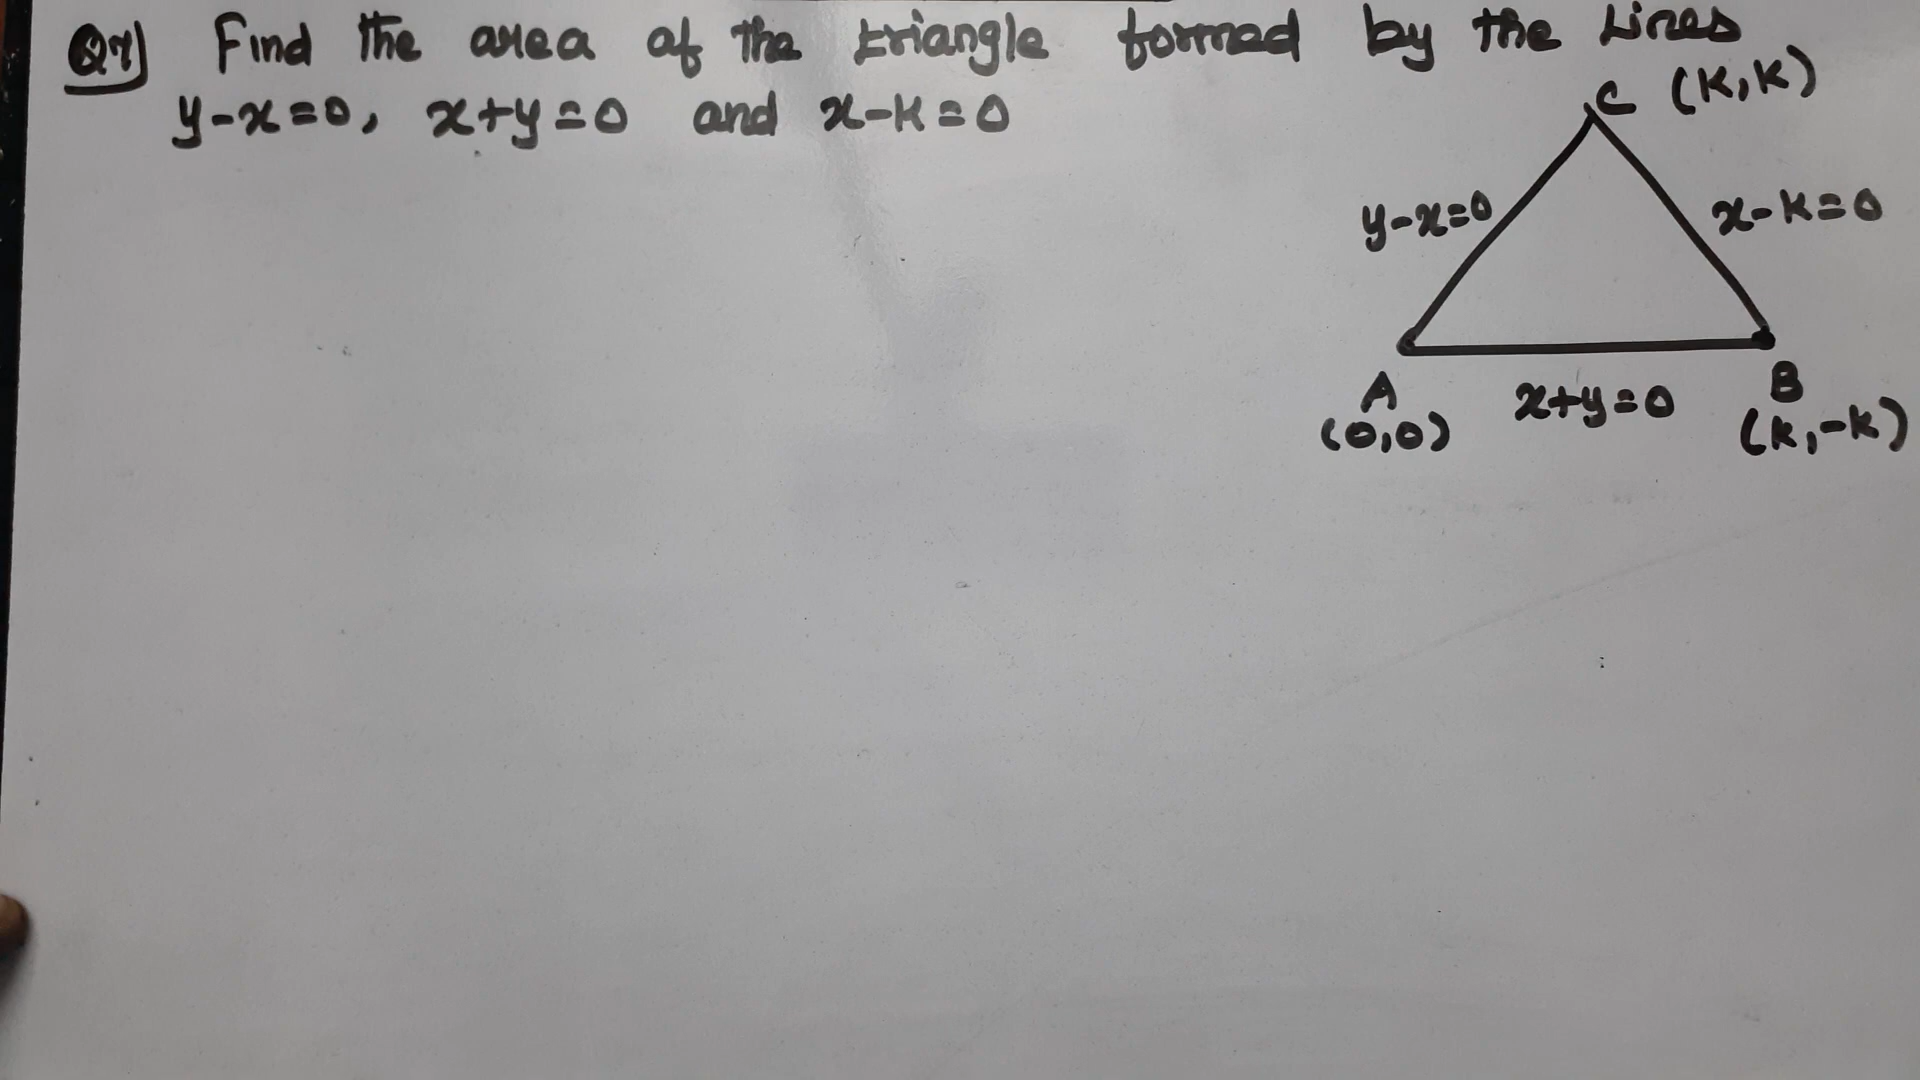 Q7) Find the area of the triangle formed by the Lines
y-x=0, x+y=0 and x-k=0
C (k,k)
y-x=0
x-k=0
A
(0,0)
x+y=0
B
(k,-k)